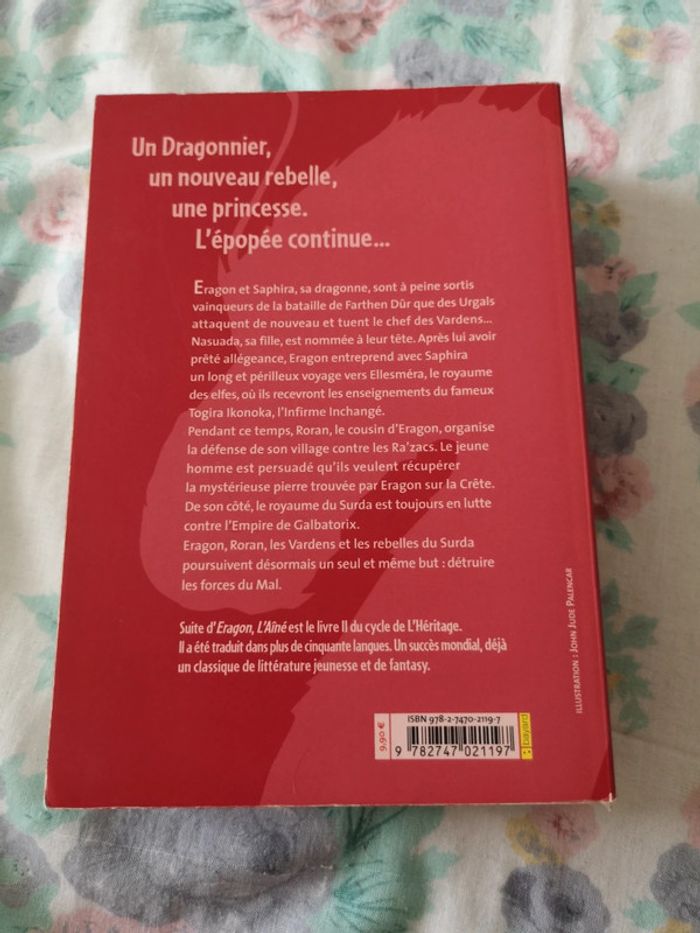 Un Dragonnier,
un nouveau rebelle,
une princesse.
L'épopée continue...
Eragon et Saphira, sa dragonne, sont à peine sortis
vainqueurs de la bataille de Farthen Dûr que des Urgals
attaquent de nouveau et tuent le chef des Vardens...
Nasuada, sa fille, est nommée à leur tête. Après lui avoir
prêté allégeance, Eragon entreprend avec Saphira
un long et périlleux voyage vers Ellesméra, le royaume
des elfes, où ils recevront les enseignements du fameux
Togira Ikonoka, l'Infirme Inchangé.
Pendant ce temps, Roran, le cousin d'Eragon, organise
la défense de son village contre les Ra'zacs. Le jeune
homme est persuadé qu'ils veulent récupérer
la mystérieuse pierre trouvée par Eragon sur la Crête.
De son côté, le royaume du Surda est toujours en lutte
contre l'Empire de Galbatorix.
Eragon, Roran, les Vardens et les rebelles du Surda
poursuivent désormais un seul et même but : détruire
les forces du Mal.
Suite d'Eragon, L'Aîné est le livre II du cycle de L'Héritage.
Il a été traduit dans plus de cinquante langues. Un succès mondial, déjà
un classique de littérature jeunesse et de fantasy.
ILLUSTRATION : JOHN JUDE PALENCAR
9,90 €
ISBN 978-2-7470-2119-7
9 782747 021197
bayard